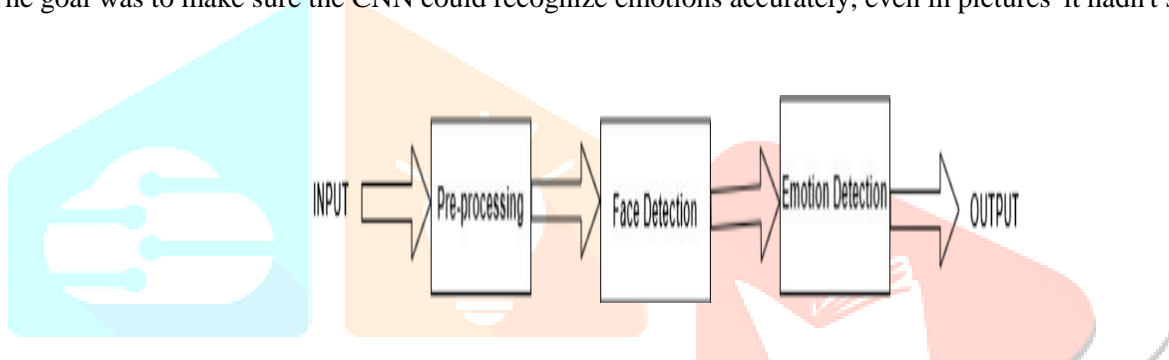 he goal was to make sure the CNN could recognize emotions accurately, even in pictures it hadn't s
INPUT Pre-processing Face Detection Emotion Detection OUTPUT